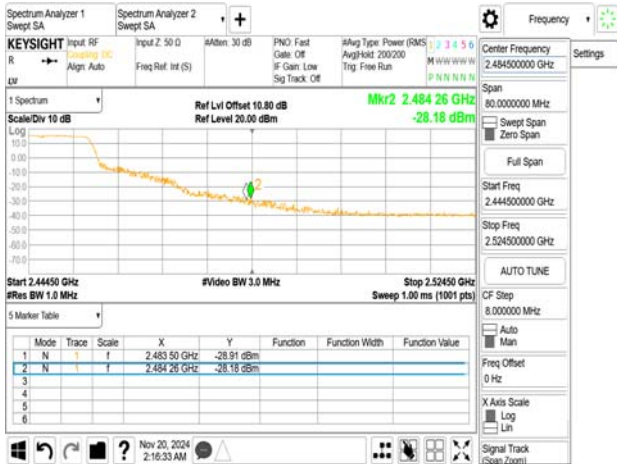 Spectrum Analyzer 1
Swept SA
Spectrum Analyzer 2
Swept SA
+
Frequency
KEYSIGHT
R
Input: RF
Coupling: DC
Align: Auto
Input Z: 50 Ω
Freq Ref: Int (S)
#Atten: 30 dB
PNO: Fast
Gate: Off
IF Gain: Low
Sig Track: Off
#Avg Type: Power (RMS
Avg|Hold: 200/200
Trig: Free Run
1 2 3 4 5 6
M W W W W W
P N N N N N
1 Spectrum
Scale/Div 10 dB
Ref Lvl Offset 10.80 dB
Ref Level 20.00 dBm
Mkr2 2.484 26 GHz
-28.18 dBm
Log
10.0
0.00
-10.0
-20.0
-30.0
-40.0
-50.0
-60.0
-70.0
2
Start 2.44450 GHz
#Res BW 1.0 MHz
#Video BW 3.0 MHz
Stop 2.52450 GHz
Sweep 1.00 ms (1001 pts)
5 Marker Table
Mode Trace Scale X Y Function Function Width Function Value
1 N 1 f 2.483 50 GHz -28.91 dBm
2 N 1 f 2.484 26 GHz -28.18 dBm
3
4
5
6
Nov 20, 2024
2:16:33 AM
Center Frequency
2.484500000 GHz
Settings
Span
80.0000000 MHz
Swept Span
Zero Span
Full Span
Start Freq
2.444500000 GHz
Stop Freq
2.524500000 GHz
AUTO TUNE
CF Step
8.000000 MHz
Auto
Man
Freq Offset
0 Hz
X Axis Scale
Log
Lin
Signal Track
(Span Zoom)